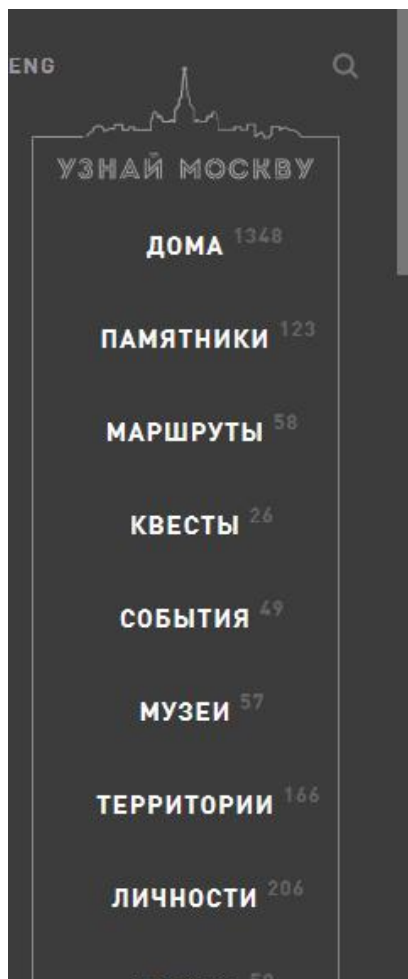 ENG
УЗНАЙ МОСКВУ
ДОМА 1348
ПАМЯТНИКИ 123
МАРШРУТЫ 58
КВЕСТЫ 26
СОБЫТИЯ 49
МУЗЕИ 57
ТЕРРИТОРИИ 166
ЛИЧНОСТИ 206